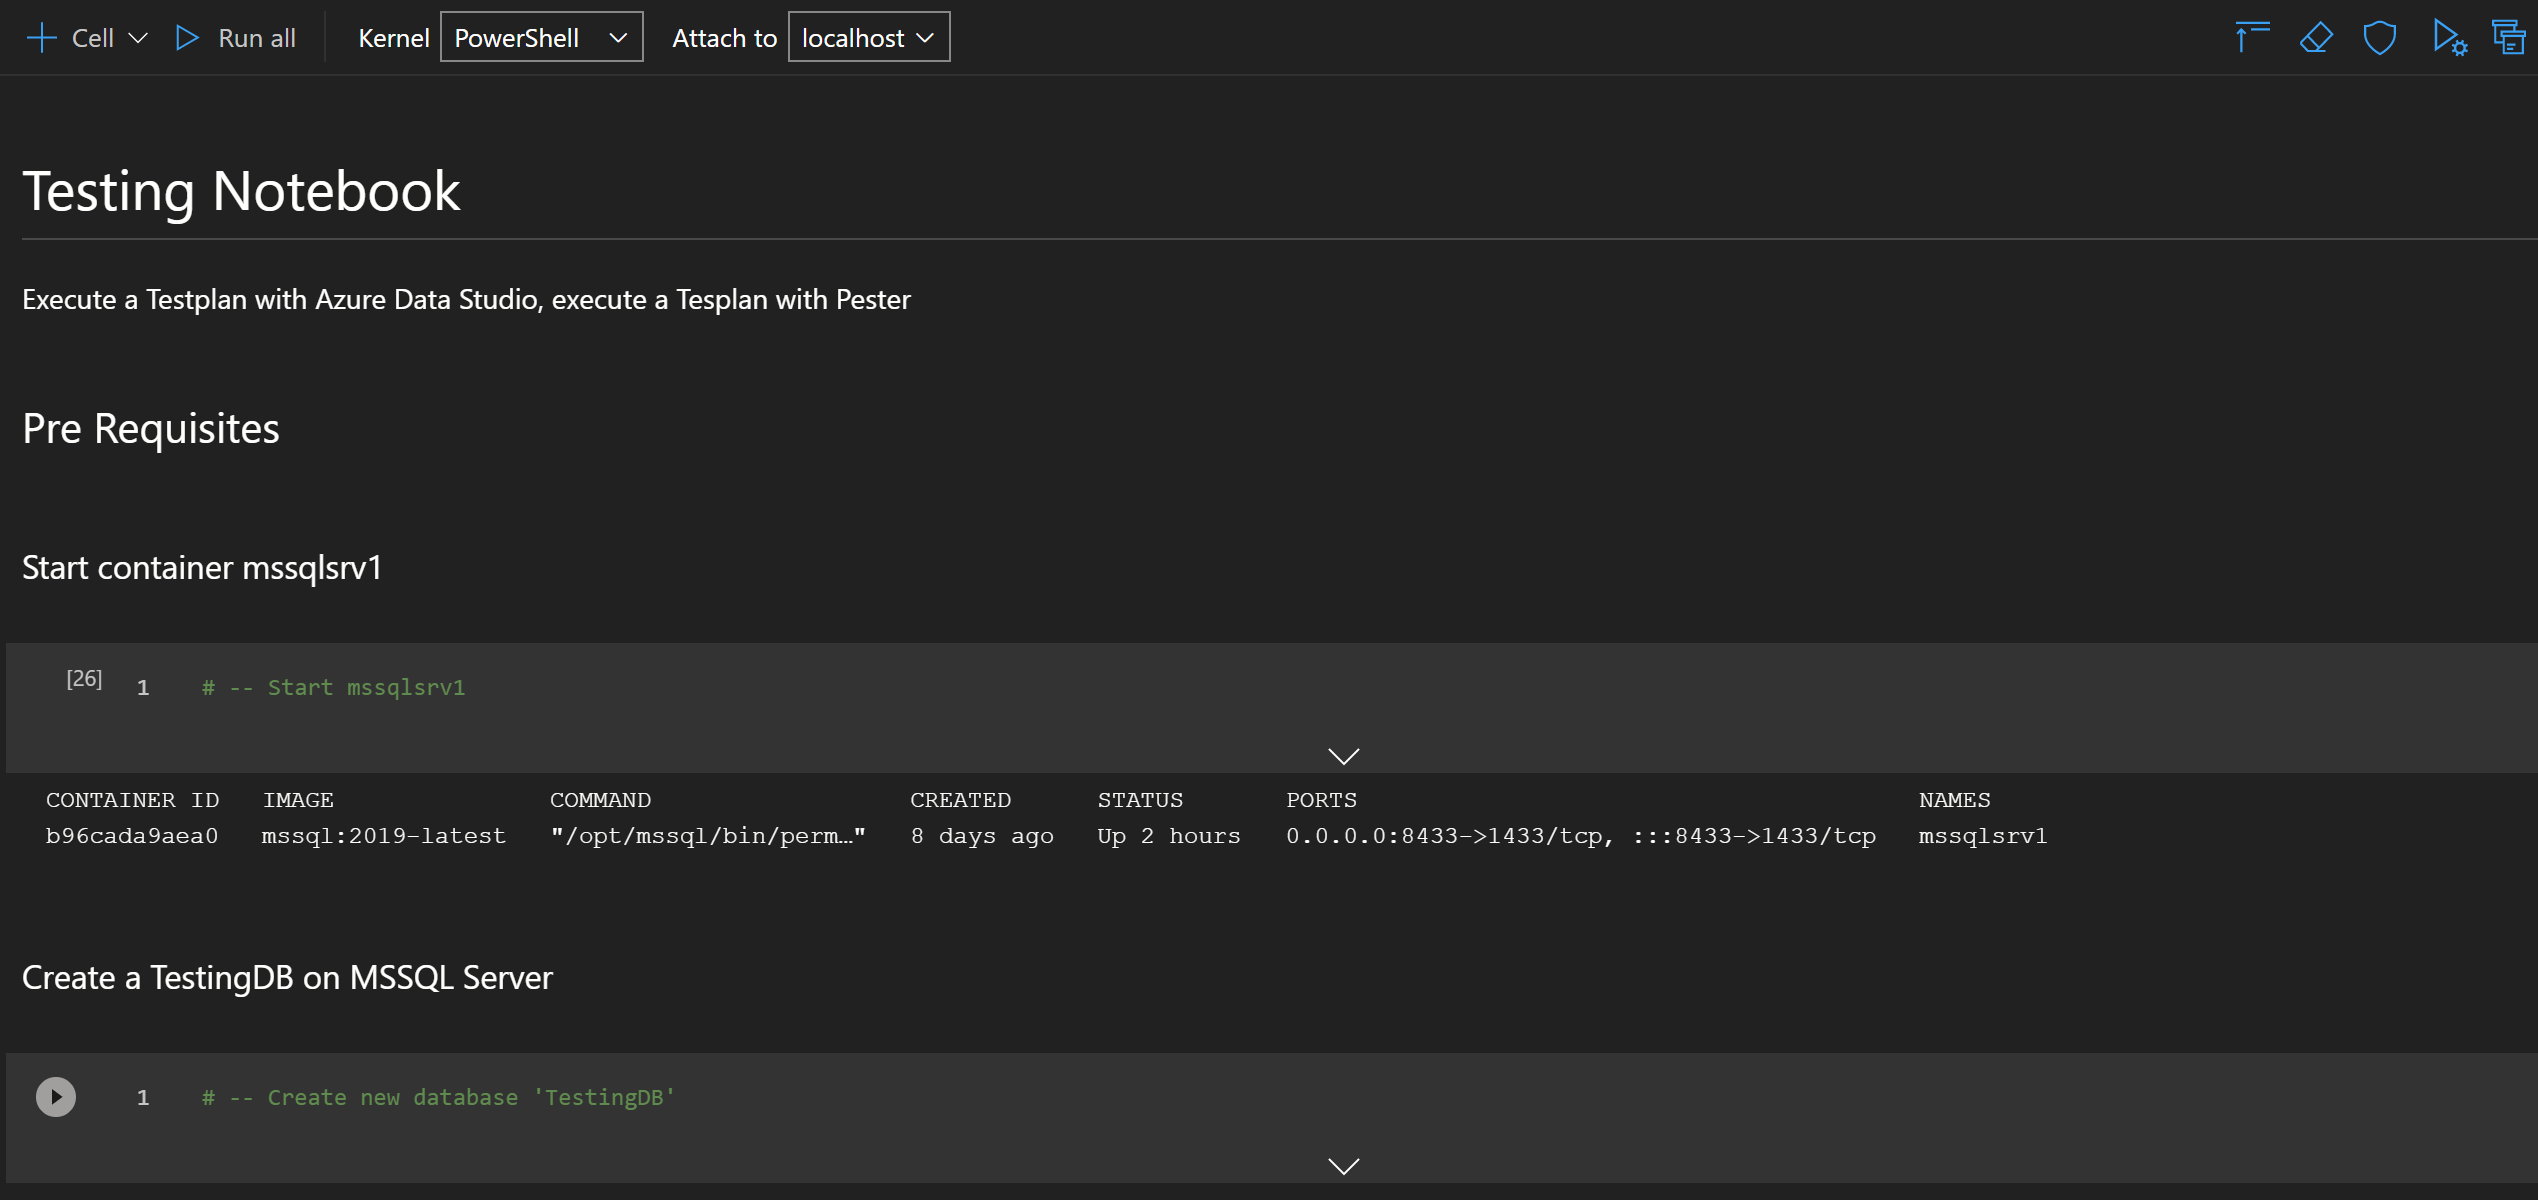 Cell Run all Kernel PowerShell Attach to localhost
Testing Notebook
Execute a Testplan with Azure Data Studio, execute a Tesplan with Pester
Pre Requisites
Start container mssqlsrv1
[26] 1 # -- Start mssqlsrv1
CONTAINER ID IMAGE COMMAND CREATED STATUS PORTS NAMES
b96cada9aea0 mssql:2019-latest "/opt/mssql/bin/perm…" 8 days ago Up 2 hours 0.0.0.0:8433->1433/tcp, :::8433->1433/tcp mssqlsrv1
Create a TestingDB on MSSQL Server
1 # -- Create new database 'TestingDB'